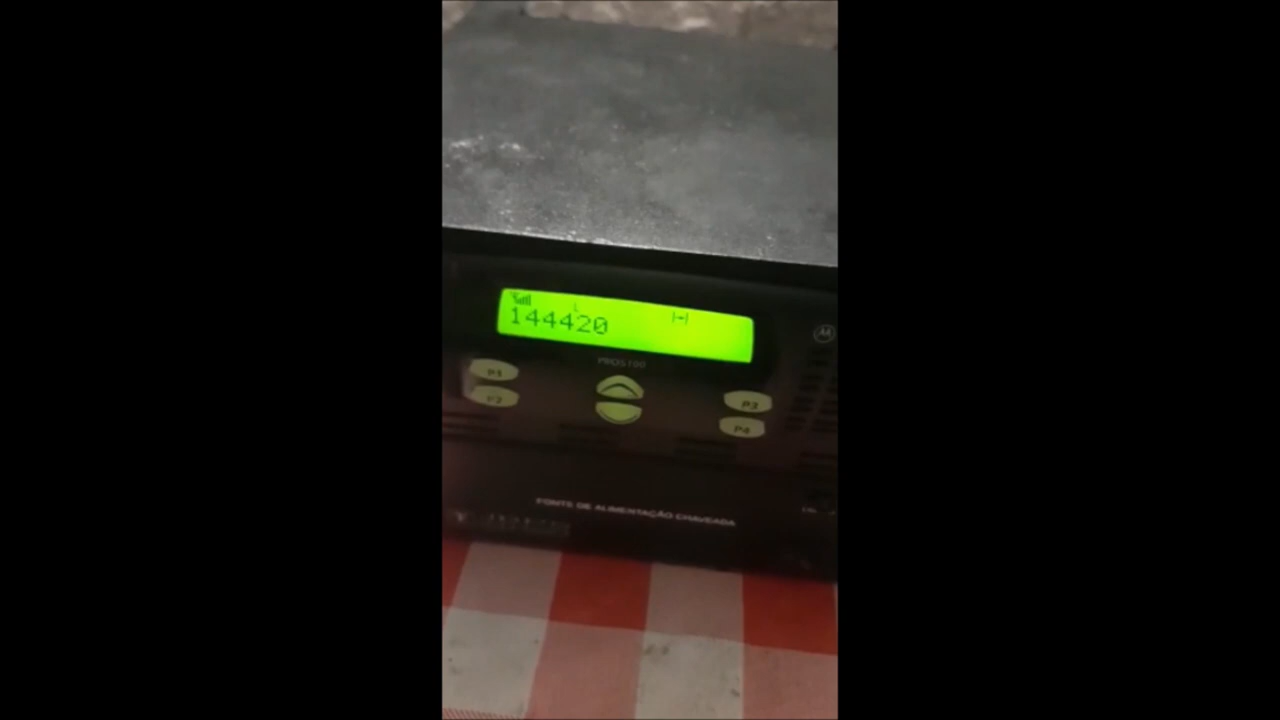 L
144420
PRO5100
P1
P2
P3
P4
FONTE DE ALIMENTAÇÃO CHAVEADA